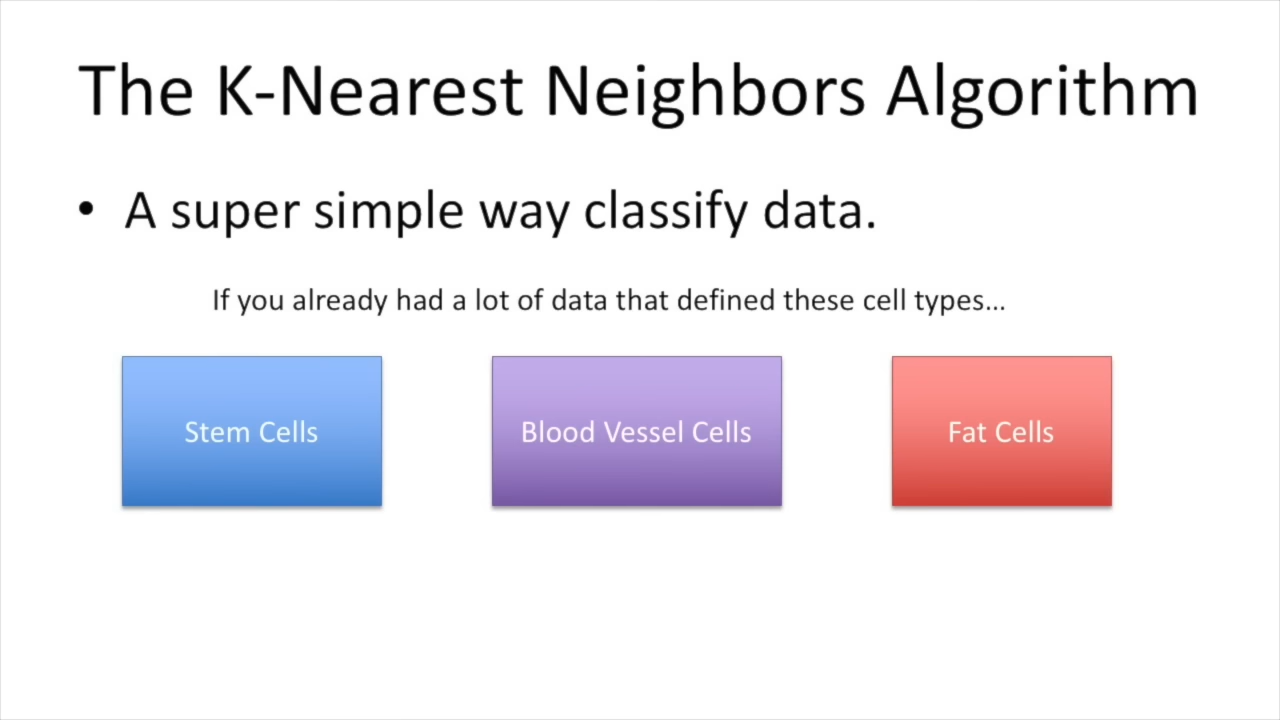 The K-Nearest Neighbors Algorithm
• A super simple way classify data.
If you already had a lot of data that defined these cell types…
Stem Cells
Blood Vessel Cells
Fat Cells